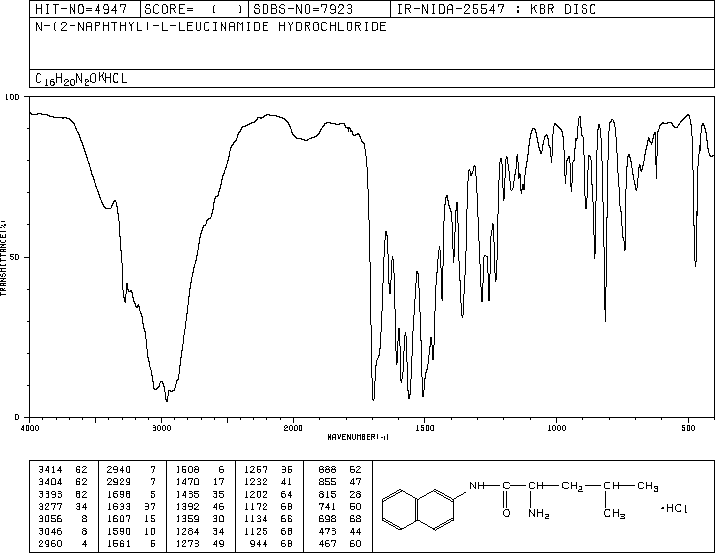 HIT-NO=4947 SCORE= ( ) SDBS-NO=7923 IR-NIDA-25547 : KBR DISC
N-(2-NAPHTHYL)-L-LEUCINAMIDE HYDROCHLORIDE
C16H20N2O·HCL
100
50
0
TRANSMITTANCE(%)
4000 3000 2000 1500 1000 500
WAVENUMBER(-1)
3414 62 2940 7 1508 6 1257 35 888 62
3404 62 2929 7 1470 17 1232 41 855 47
3393 62 1698 5 1435 35 1202 64 815 28
3277 34 1633 37 1392 46 1172 68 741 50
3056 8 1607 15 1359 30 1134 66 698 68
3046 8 1590 10 1284 34 1125 68 473 44
2960 4 1561 6 1273 49 944 68 467 60
NH C CH CH2 CH CH3
O NH2 CH3
·HCl